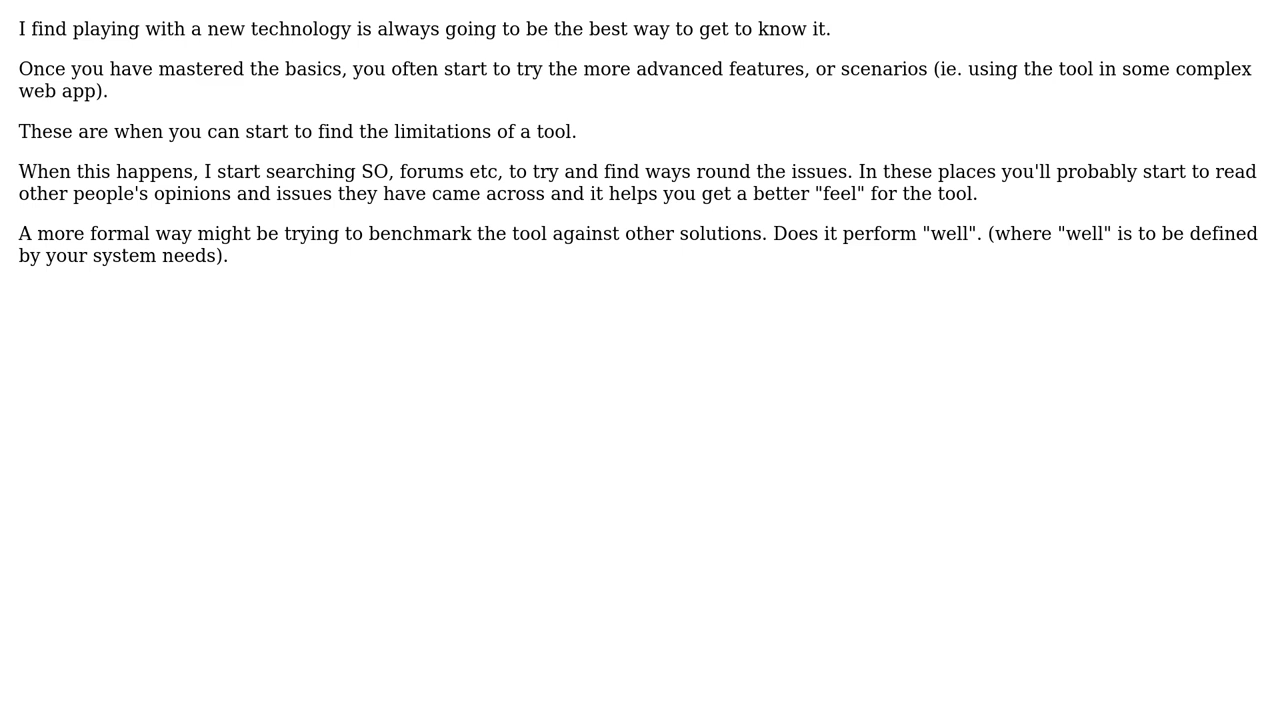 I find playing with a new technology is always going to be the best way to get to know it.
Once you have mastered the basics, you often start to try the more advanced features, or scenarios (ie. using the tool in some complex
web app).
These are when you can start to find the limitations of a tool.
When this happens, I start searching SO, forums etc, to try and find ways round the issues. In these places you'll probably start to read
other people's opinions and issues they have came across and it helps you get a better "feel" for the tool.
A more formal way might be trying to benchmark the tool against other solutions. Does it perform "well". (where "well" is to be defined
by your system needs).